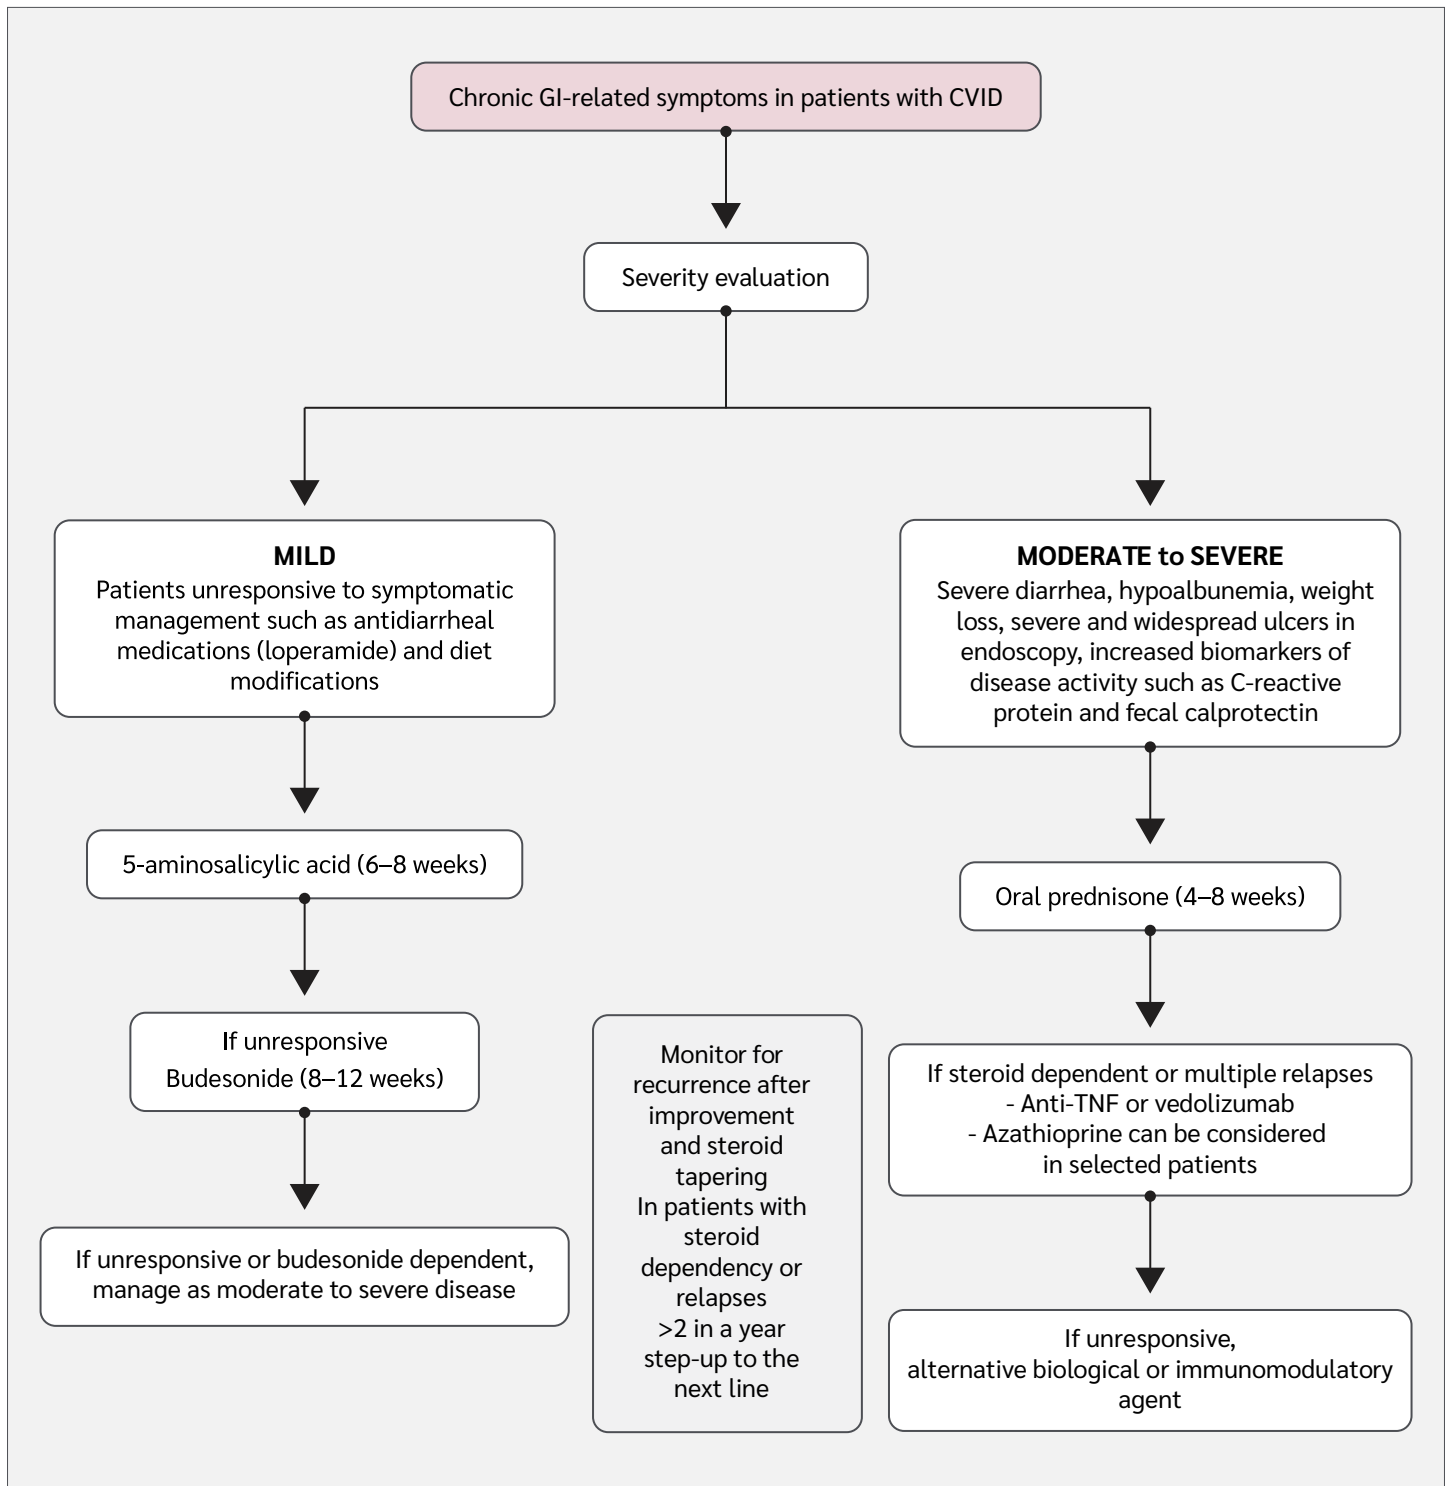 Chronic GI-related symptoms in patients with CVID
Severity evaluation
MILD
Patients unresponsive to symptomatic
management such as antidiarrheal
medications (loperamide) and diet
modifications
5-aminosalicylic acid (6–8 weeks)
If unresponsive
Budesonide (8–12 weeks)
If unresponsive or budesonide dependent,
manage as moderate to severe disease
Monitor for
recurrence after
improvement
and steroid
tapering
In patients with
steroid
dependency or
relapses
>2 in a year
step-up to the
next line
MODERATE to SEVERE
Severe diarrhea, hypoalbunemia, weight
loss, severe and widespread ulcers in
endoscopy, increased biomarkers of
disease activity such as C-reactive
protein and fecal calprotectin
Oral prednisone (4–8 weeks)
If steroid dependent or multiple relapses
- Anti-TNF or vedolizumab
- Azathioprine can be considered
in selected patients
If unresponsive,
alternative biological or immunomodulatory
agent